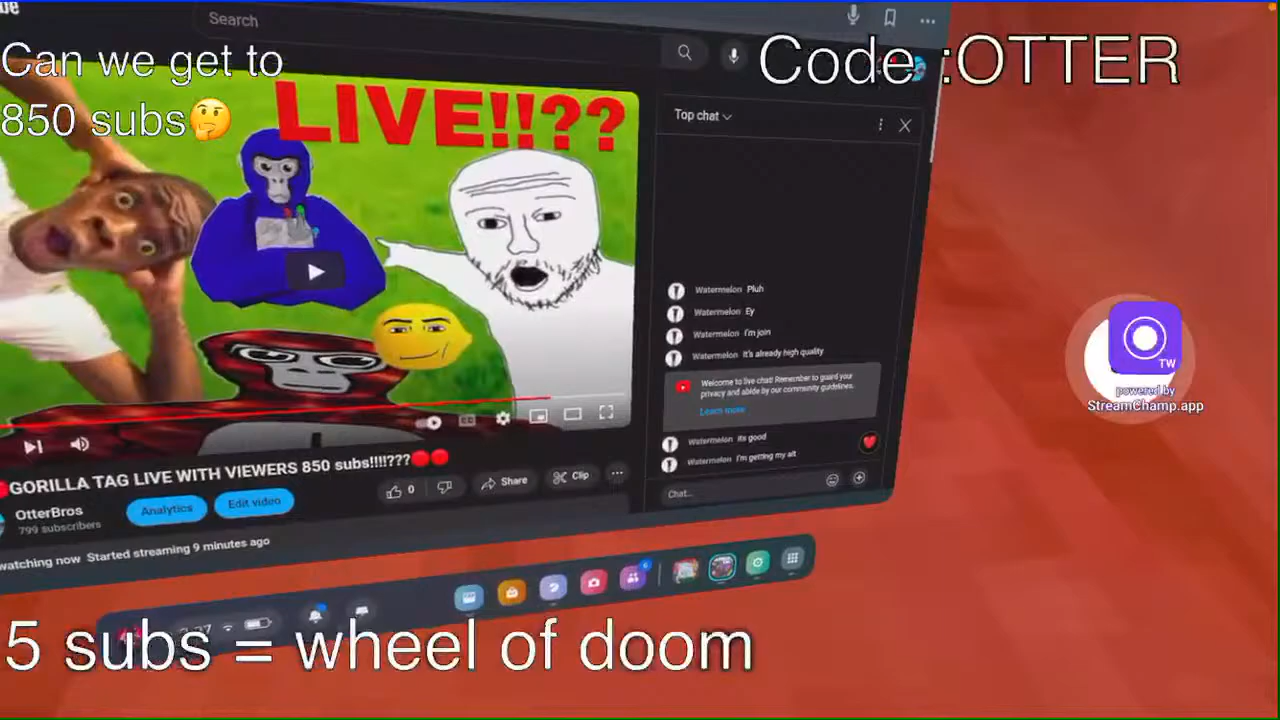 Search
Can we get to
850 subs🤔
Code :OTTER
LIVE!!??
Top chat
Watermelon Pluh
Watermelon Ey
Watermelon I'm join
Watermelon It's already high quality
Welcome to live chat! Remember to guard your
privacy and abide by our community guidelines.
Learn more
Watermelon its good
Watermelon I'm getting my alt
Chat...
TW
powered by
StreamChamp.app
GORILLA TAG LIVE WITH VIEWERS 850 subs!!!!???🔴🔴
OtterBros
799 subscribers
Analytics
Edit video
0
Share
Clip
watching now Started streaming 9 minutes ago
5 subs = wheel of doom